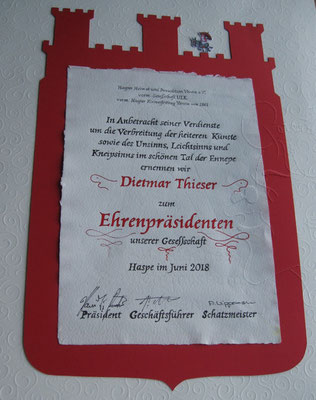 In Anbetracht seiner Verdienste
um die Verbreitung der heiteren Künste
sowie des Unsinns, Leichtsinns und
Kneipsinns im schönen Tal der Ennepe
ernennen wir
Dietmar Thieser
zum
Ehrenpräsidenten
unserer Gesellschaft
Haspe im Juni 2018
Präsident Geschäftsführer Schatzmeister